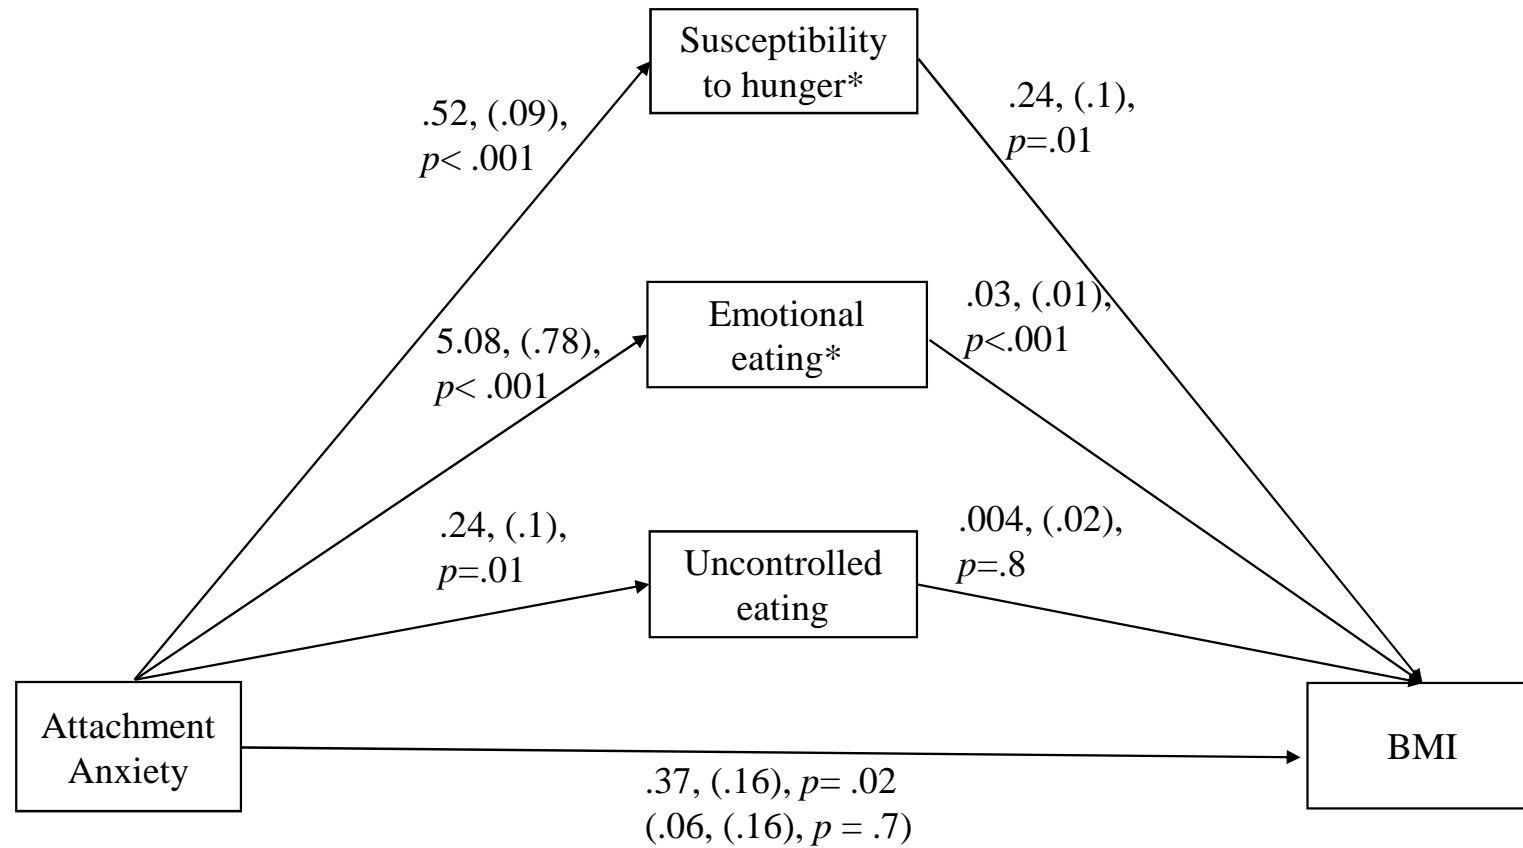 Susceptibility
to hunger*
.52, (.09),
p< .001
.24, (.1),
p=.01
Emotional
eating*
5.08, (.78),
p< .001
.03, (.01),
p<.001
Uncontrolled
eating
.24, (.1),
p=.01
.004, (.02),
p=.8
Attachment
Anxiety
BMI
.37, (.16), p= .02
(.06, (.16), p = .7)